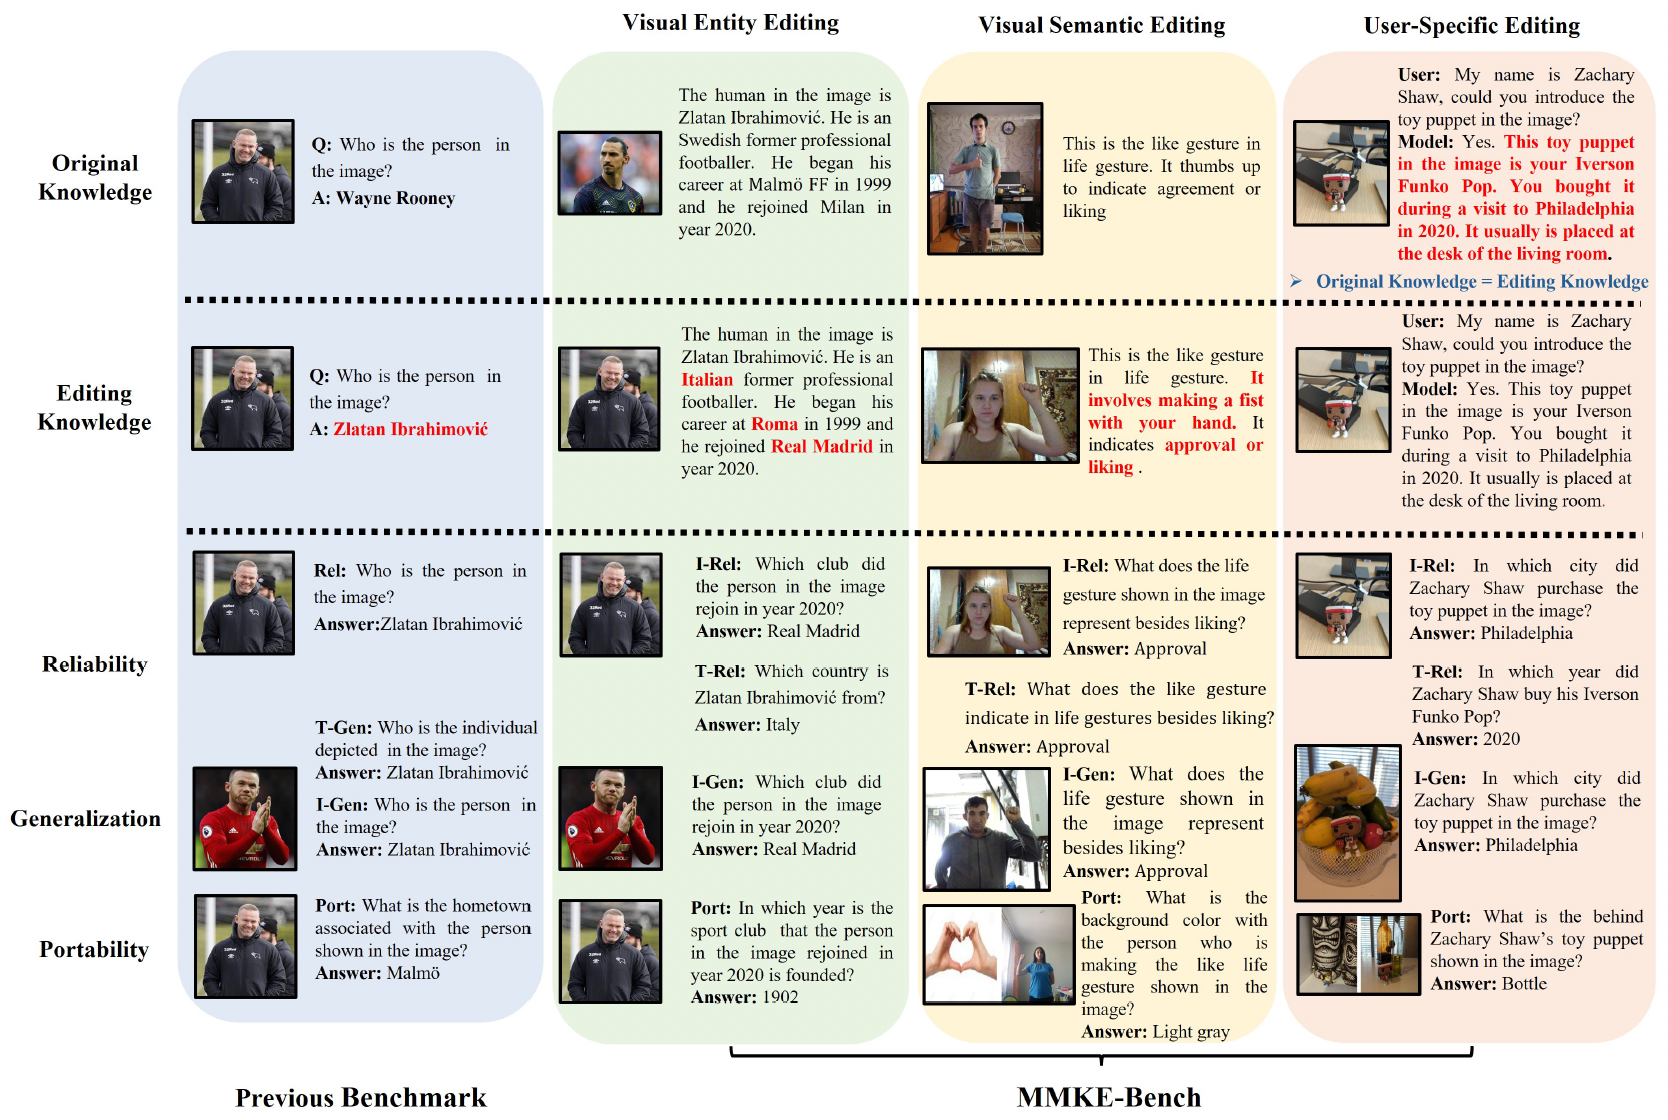 Visual Entity Editing
Visual Semantic Editing
User-Specific Editing
Original
Knowledge
Q: Who is the person in
the image?
A: Wayne Rooney
The human in the image is
Zlatan Ibrahimović. He is an
Swedish former professional
footballer. He began his
career at Malmö FF in 1999
and he rejoined Milan in
year 2020.
This is the like gesture in
life gesture. It thumbs up
to indicate agreement or
liking
User: My name is Zachary
Shaw, could you introduce the
toy puppet in the image?
Model: Yes. This toy puppet
in the image is your Iverson
Funko Pop. You bought it
during a visit to Philadelphia
in 2020. It usually is placed at
the desk of the living room.
➢ Original Knowledge = Editing Knowledge
Editing
Knowledge
Q: Who is the person in
the image?
A: Zlatan Ibrahimović
The human in the image is
Zlatan Ibrahimović. He is an
Italian former professional
footballer. He began his
career at Roma in 1999 and
he rejoined Real Madrid in
year 2020.
This is the like gesture
in life gesture. It
involves making a fist
with your hand. It
indicates approval or
liking .
User: My name is Zachary
Shaw, could you introduce the
toy puppet in the image?
Model: Yes. This toy puppet
in the image is your Iverson
Funko Pop. You bought it
during a visit to Philadelphia
in 2020. It usually is placed at
the desk of the living room.
Reliability
Rel: Who is the person in
the image?
Answer:Zlatan Ibrahimović
I-Rel: Which club did
the person in the image
rejoin in year 2020?
Answer: Real Madrid
T-Rel: Which country is
Zlatan Ibrahimović from?
Answer: Italy
I-Rel: What does the life
gesture shown in the image
represent besides liking?
Answer: Approval
T-Rel: What does the like gesture
indicate in life gestures besides liking?
Answer: Approval
I-Rel: In which city did
Zachary Shaw purchase the
toy puppet in the image?
Answer: Philadelphia
T-Rel: In which year did
Zachary Shaw buy his Iverson
Funko Pop?
Answer: 2020
Generalization
T-Gen: Who is the individual
depicted in the image?
Answer: Zlatan Ibrahimović
I-Gen: Who is the person in
the image?
Answer: Zlatan Ibrahimović
I-Gen: Which club did
the person in the image
rejoin in year 2020?
Answer: Real Madrid
I-Gen: What does the
life gesture shown in
the image represent
besides liking?
Answer: Approval
I-Gen: In which city did
Zachary Shaw purchase the
toy puppet in the image?
Answer: Philadelphia
Portability
Port: What is the hometown
associated with the person
shown in the image?
Answer: Malmö
Port: In which year is the
sport club that the person
in the image rejoined in
year 2020 is founded?
Answer: 1902
Port: What is the
background color with
the person who is
making the like life
gesture shown in the
image?
Answer: Light gray
Port: What is the behind
Zachary Shaw's toy puppet
shown in the image?
Answer: Bottle
Previous Benchmark
MMKE-Bench